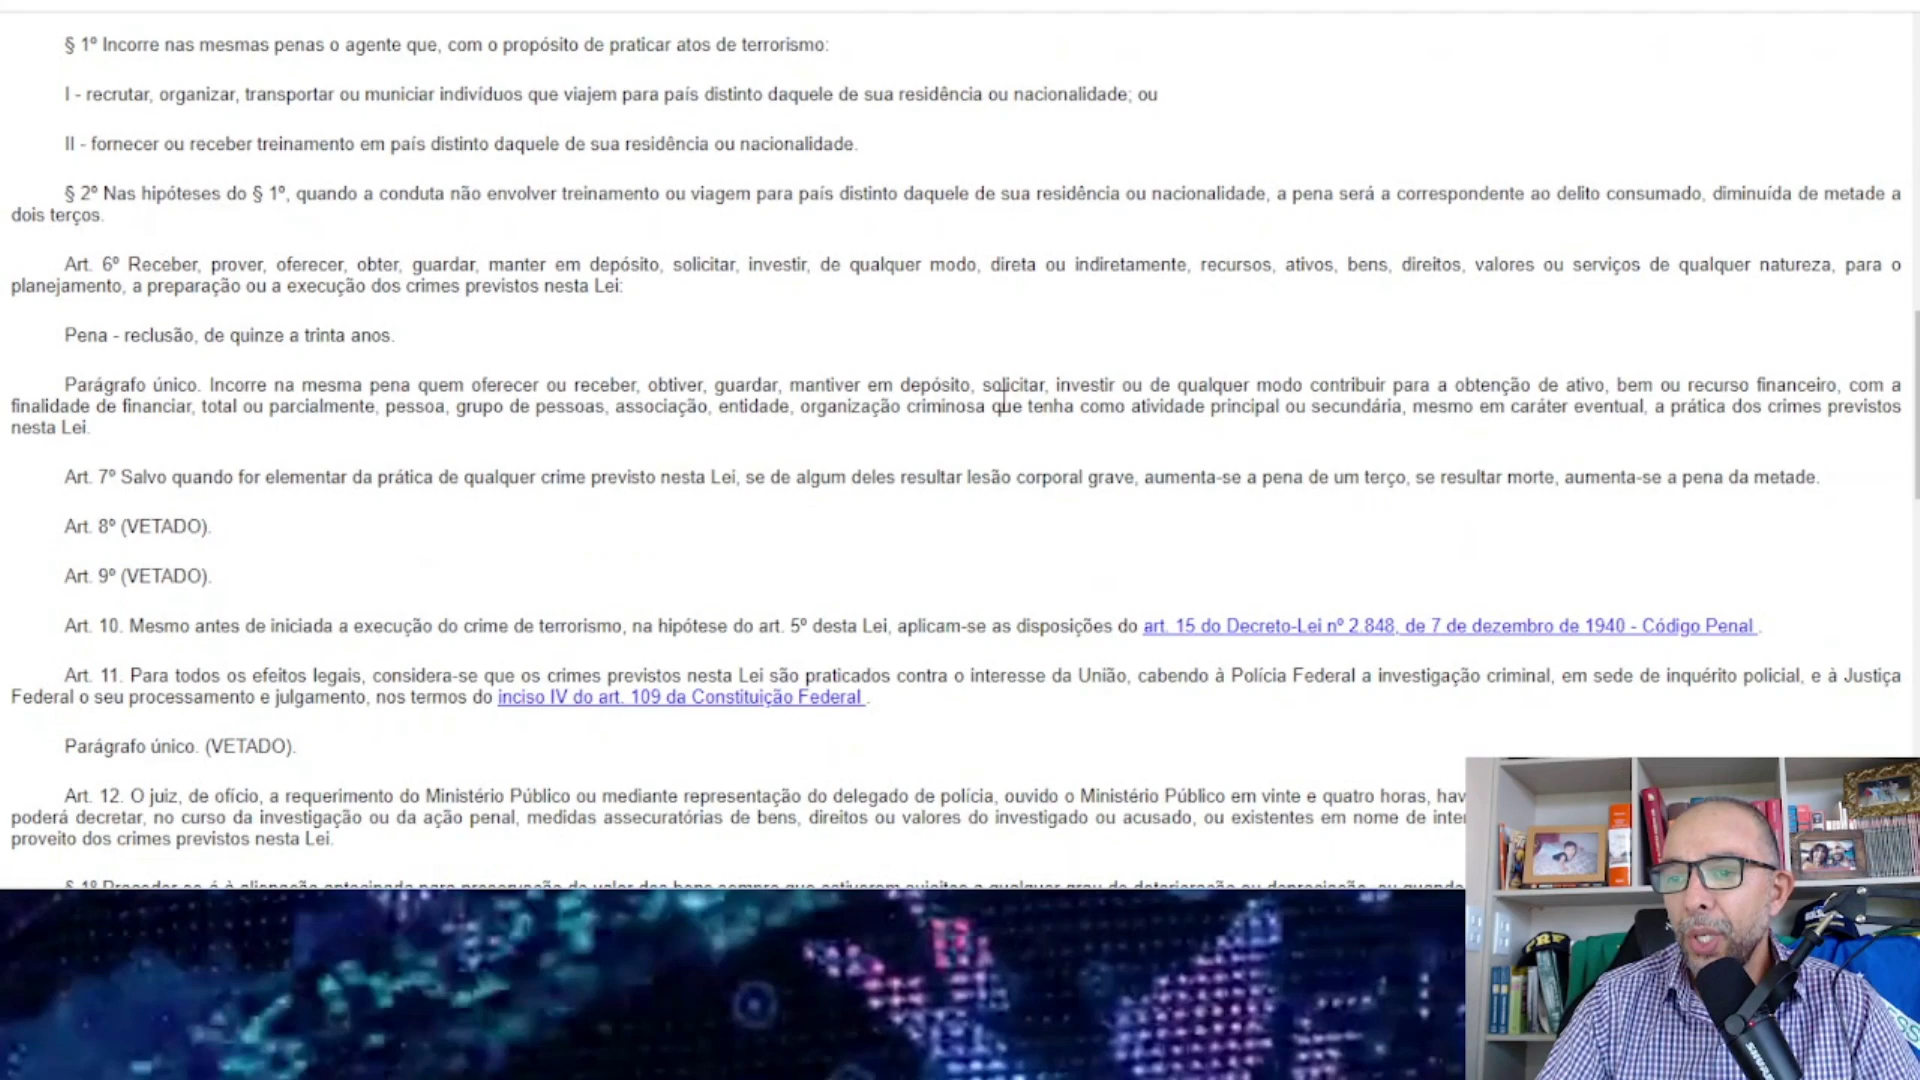 § 1º Incorre nas mesmas penas o agente que, com o propósito de praticar atos de terrorismo:
I - recrutar, organizar, transportar ou municiar indivíduos que viajem para país distinto daquele de sua residência ou nacionalidade; ou
II - fornecer ou receber treinamento em país distinto daquele de sua residência ou nacionalidade.
§ 2º Nas hipóteses do § 1º, quando a conduta não envolver treinamento ou viagem para país distinto daquele de sua residência ou nacionalidade, a pena será a correspondente ao delito consumado, diminuída de metade a
dois terços.
Art. 6º Receber, prover, oferecer, obter, guardar, manter em depósito, solicitar, investir, de qualquer modo, direta ou indiretamente, recursos, ativos, bens, direitos, valores ou serviços de qualquer natureza, para o
planejamento, a preparação ou a execução dos crimes previstos nesta Lei:
Pena - reclusão, de quinze a trinta anos.
Parágrafo único. Incorre na mesma pena quem oferecer ou receber, obtiver, guardar, mantiver em depósito, solicitar, investir ou de qualquer modo contribuir para a obtenção de ativo, bem ou recurso financeiro, com a
finalidade de financiar, total ou parcialmente, pessoa, grupo de pessoas, associação, entidade, organização criminosa que tenha como atividade principal ou secundária, mesmo em caráter eventual, a prática dos crimes previstos
nesta Lei.
Art. 7º Salvo quando for elementar da prática de qualquer crime previsto nesta Lei, se de algum deles resultar lesão corporal grave, aumenta-se a pena de um terço, se resultar morte, aumenta-se a pena da metade.
Art. 8º (VETADO).
Art. 9º (VETADO).
Art. 10. Mesmo antes de iniciada a execução do crime de terrorismo, na hipótese do art. 5º desta Lei, aplicam-se as disposições do art. 15 do Decreto-Lei nº 2.848, de 7 de dezembro de 1940 - Código Penal .
Art. 11. Para todos os efeitos legais, considera-se que os crimes previstos nesta Lei são praticados contra o interesse da União, cabendo à Polícia Federal a investigação criminal, em sede de inquérito policial, e à Justiça
Federal o seu processamento e julgamento, nos termos do inciso IV do art. 109 da Constituição Federal .
Parágrafo único. (VETADO).
Art. 12. O juiz, de ofício, a requerimento do Ministério Público ou mediante representação do delegado de polícia, ouvido o Ministério Público em vinte e quatro horas, hav
poderá decretar, no curso da investigação ou da ação penal, medidas assecuratórias de bens, direitos ou valores do investigado ou acusado, ou existentes em nome de inter
proveito dos crimes previstos nesta Lei.
PRF
SHURE